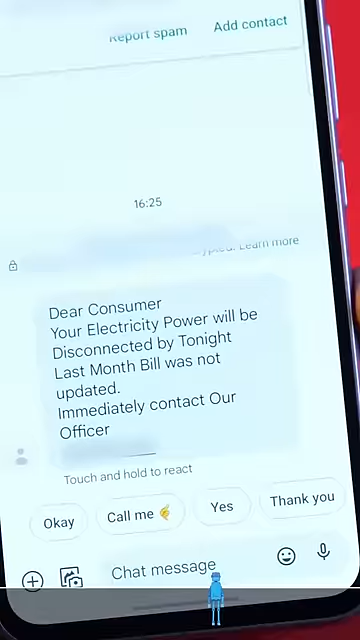 Report spam
Add contact
16:25
Learn more
Dear Consumer
Your Electricity Power will be
Disconnected by Tonight
Last Month Bill was not
updated.
Immediately contact Our
Officer
Touch and hold to react
Okay
Call me
Yes
Thank you
Chat message